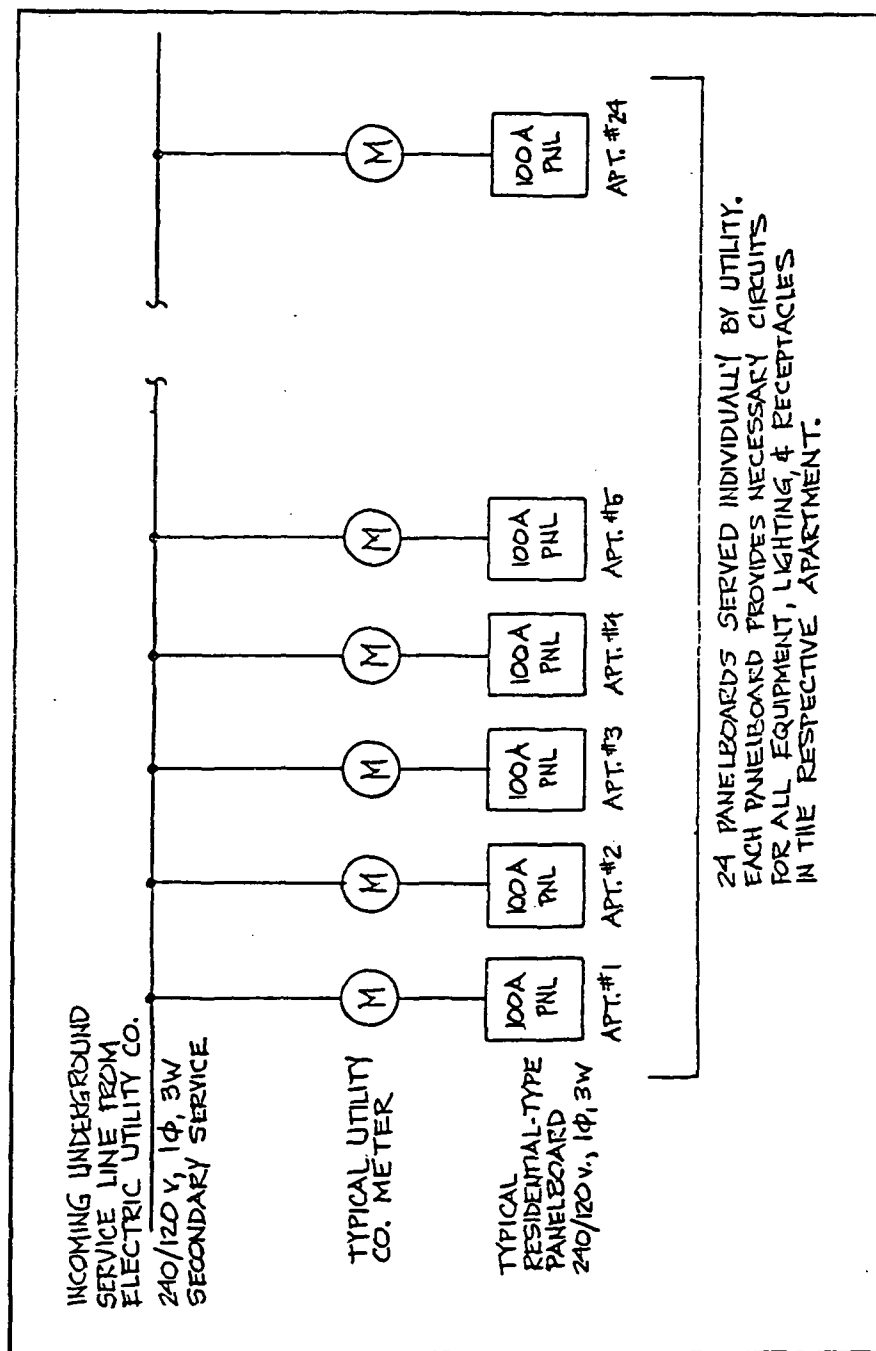 INCOMING UNDERGROUND
SERVICE LINE FROM
ELECTRIC UTILITY CO.
240/120 V, 1Φ, 3W
SECONDARY SERVICE
TYPICAL UTILITY
CO. METER
M
M
M
M
M
M
TYPICAL
RESIDENTIAL-TYPE
PANELBOARD
240/120 V., 1Φ, 3W
100A
PNL
APT.#1
100A
PNL
APT.#2
100A
PNL
APT.#3
100A
PNL
APT.#4
100A
PNL
APT.#5
100A
PNL
APT.#24
24 PANELBOARDS SERVED INDIVIDUALLY BY UTILITY.
EACH PANELBOARD PROVIDES NECESSARY CIRCUITS
FOR ALL EQUIPMENT, LIGHTING, & RECEPTACLES
IN THE RESPECTIVE APARTMENT.